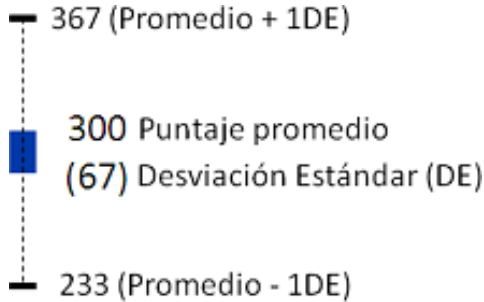 367 (Promedio + 1DE)
300 Puntaje promedio
(67) Desviación Estándar (DE)
233 (Promedio - 1DE)